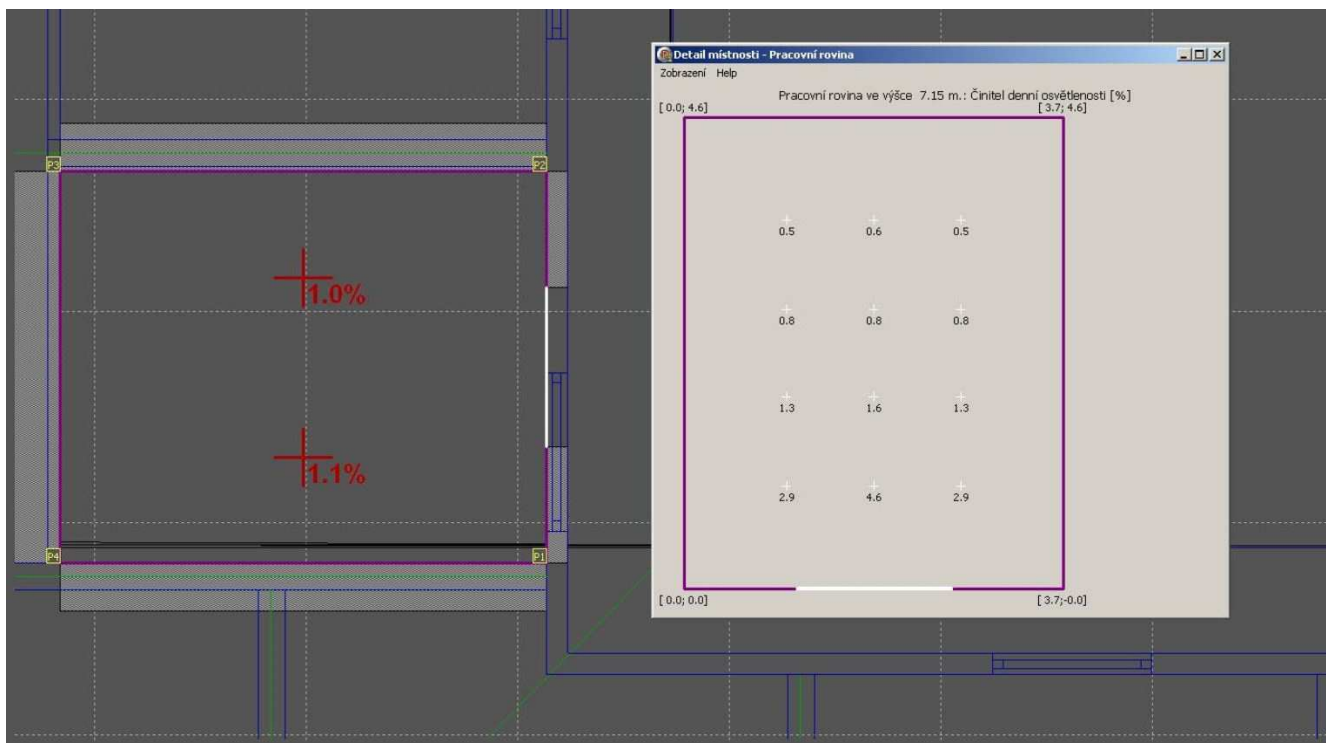 Detail místnosti - Pracovní rovina
Zobrazení Help
Pracovní rovina ve výšce 7.15 m.: Činitel denní osvětlenosti [%]
[ 0.0; 4.6] [ 3.7; 4.6]
0.5 0.6 0.5
0.8 0.8 0.8
1.3 1.6 1.3
2.9 4.6 2.9
[ 0.0; 0.0] [ 3.7;-0.0]
P3 P2
1.0%
1.1%
P4 P1